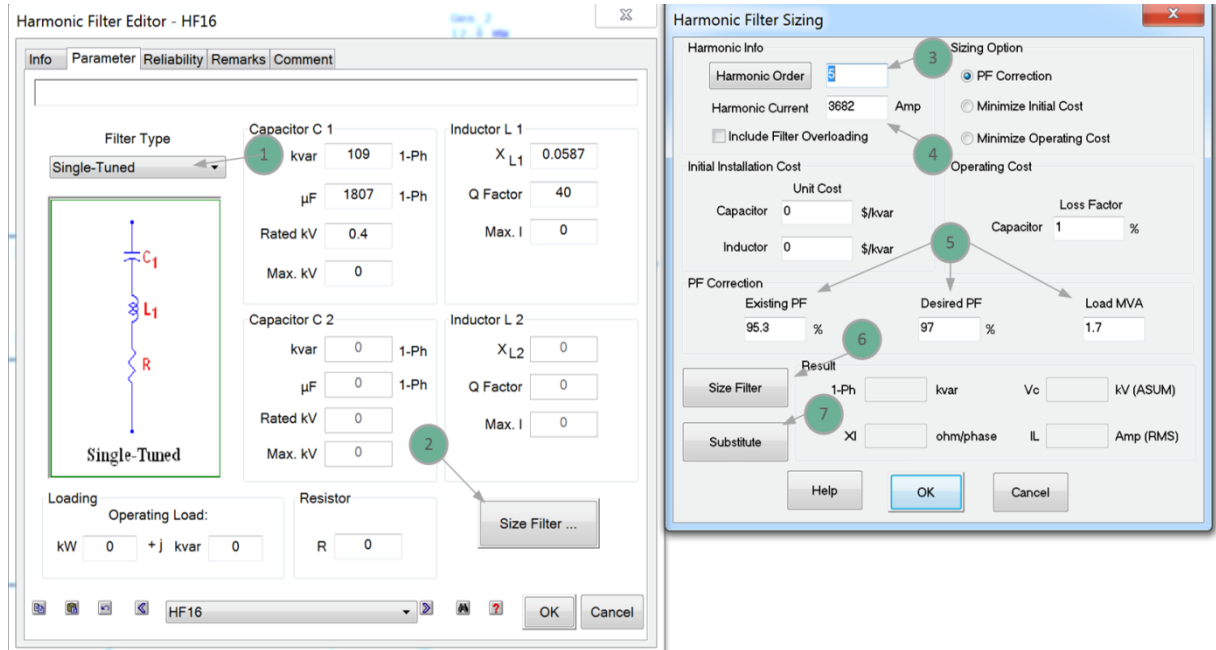 Harmonic Filter Editor - HF16
Info Parameter Reliability Remarks Comment
Filter Type
Single-Tuned
1
C1
L1
R
Single-Tuned
Capacitor C 1
kvar 109 1-Ph
µF 1807 1-Ph
Rated kV 0.4
Max. kV 0
Inductor L 1
XL1 0.0587
Q Factor 40
Max. I 0
Capacitor C 2
kvar 0 1-Ph
µF 0 1-Ph
Rated kV 0
Max. kV 0
Inductor L 2
XL2 0
Q Factor 0
Max. I 0
2
Loading
Operating Load:
kW 0 +j kvar 0
Resistor
R 0
Size Filter ...
HF16
OK Cancel
Gen 2
Harmonic Filter Sizing
Harmonic Info
Harmonic Order 5
3
Harmonic Current 3682 Amp
4
Include Filter Overloading
Sizing Option
PF Correction
Minimize Initial Cost
Minimize Operating Cost
Initial Installation Cost
Unit Cost
Capacitor 0 $/kvar
Inductor 0 $/kvar
Operating Cost
Loss Factor
Capacitor 1 %
5
PF Correction
Existing PF Desired PF Load MVA
95.3 % 97 % 1.7
6
Size Filter
7
Substitute
Result
1-Ph kvar Vc kV (ASUM)
Xl ohm/phase IL Amp (RMS)
Help OK Cancel